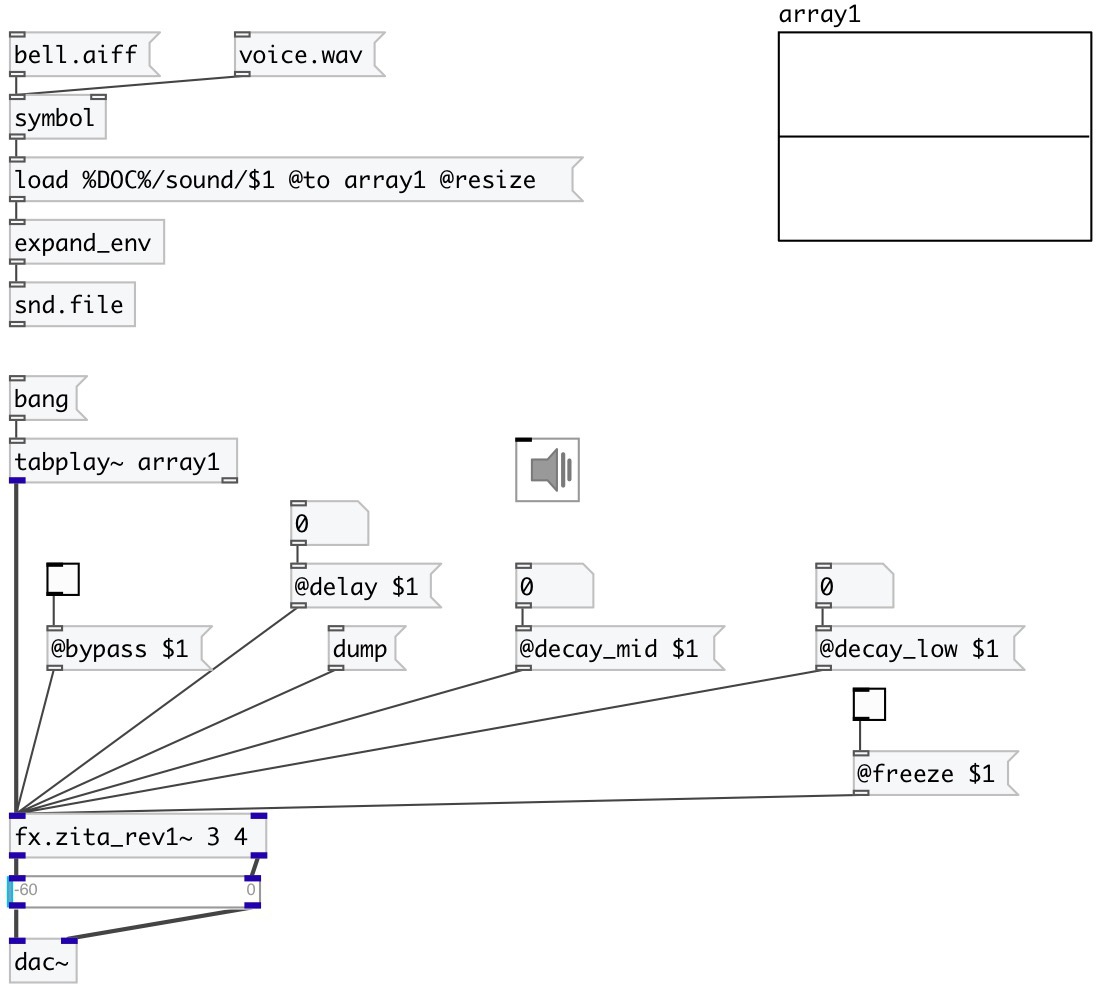 array1
bell.aiff
voice.wav
symbol
load %DOC%/sound/$1 @to array1 @resize
expand_env
snd.file
bang
tabplay~ array1
0
@delay $1
0
0
@bypass $1
dump
@decay_mid $1
@decay_low $1
@freeze $1
fx.zita_rev1~ 3 4
-60 0
dac~